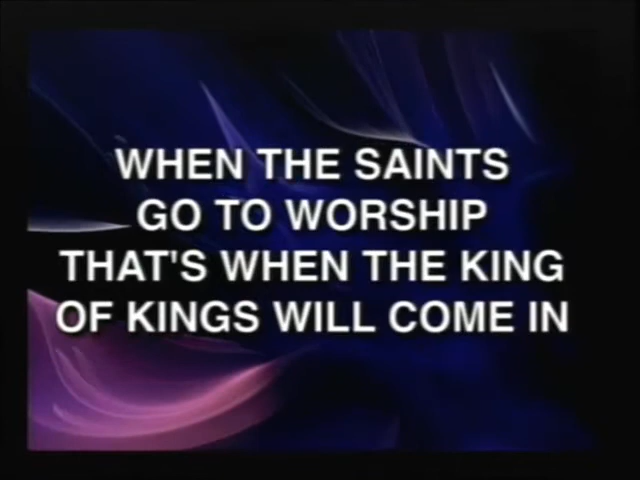 WHEN THE SAINTS
GO TO WORSHIP
THAT'S WHEN THE KING
OF KINGS WILL COME IN